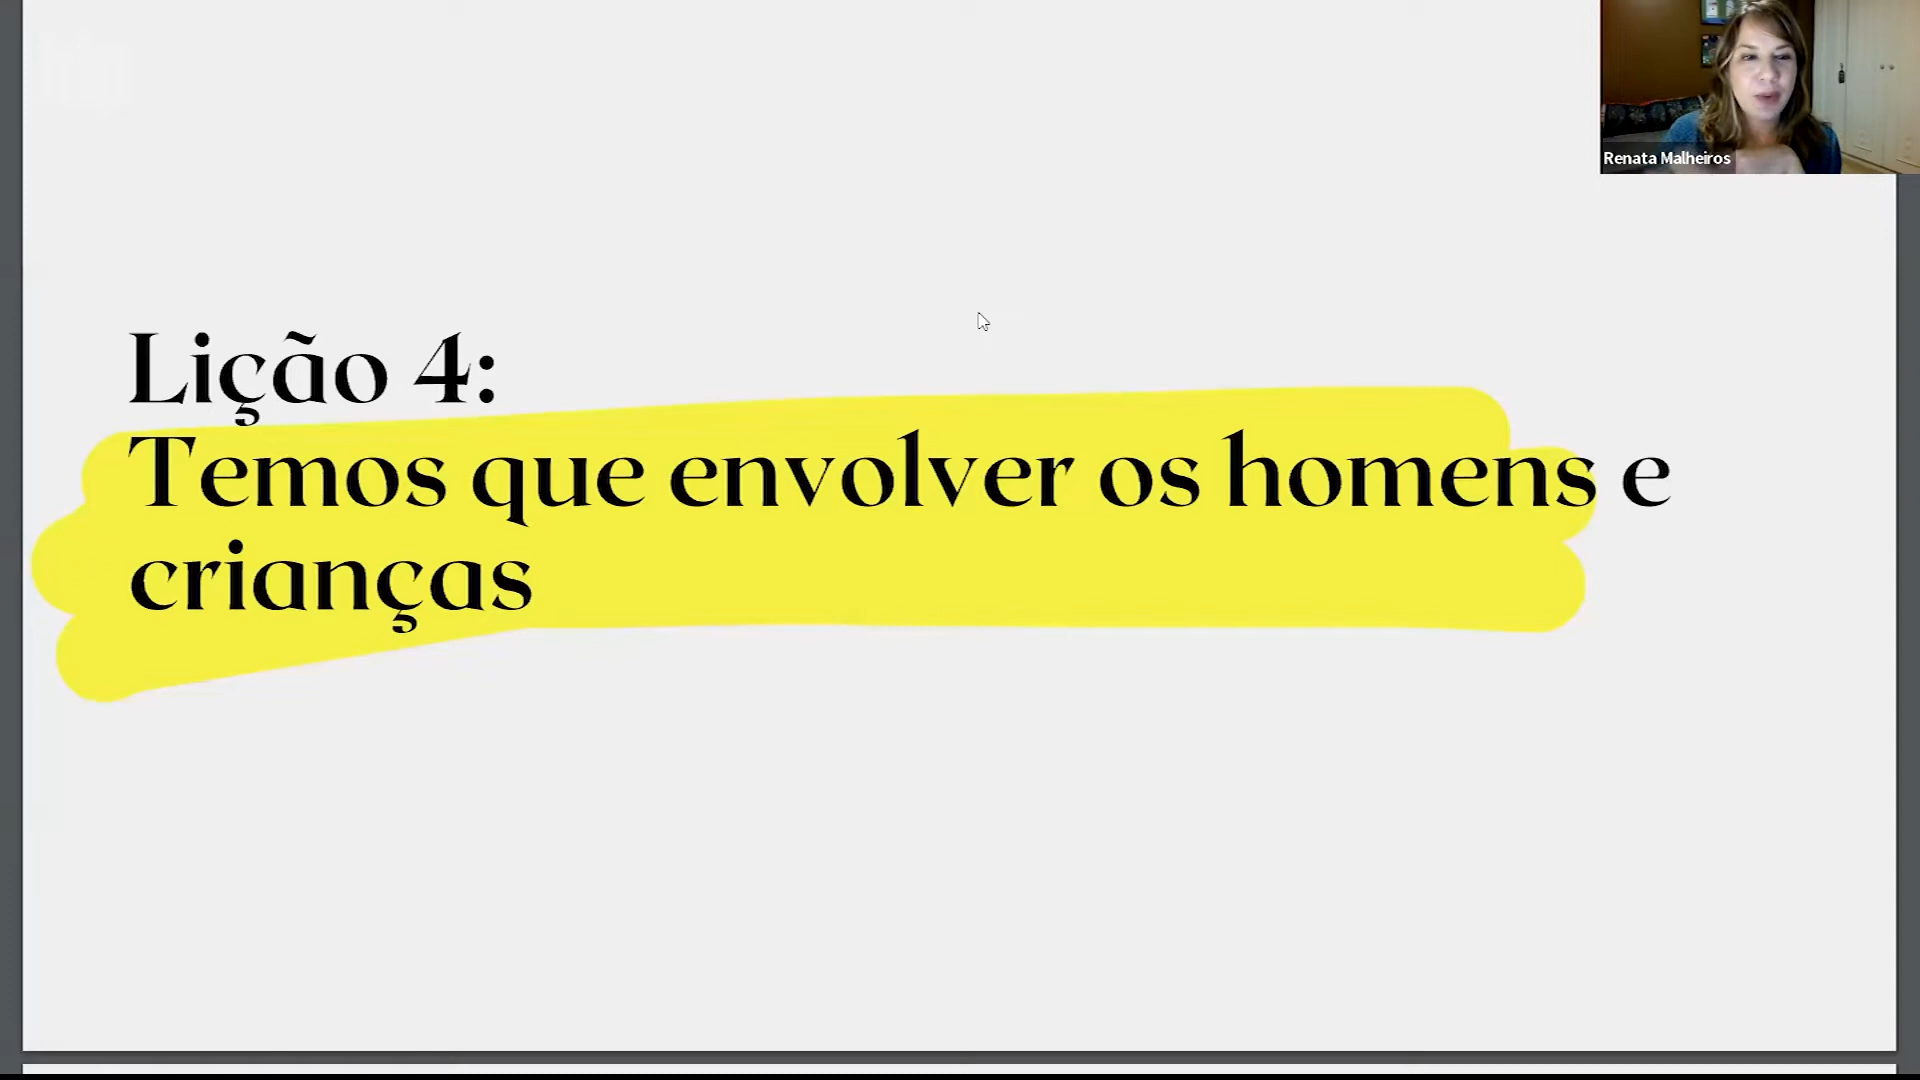 Renata Malheiros
Lição 4:
Temos que envolver os homens e
crianças